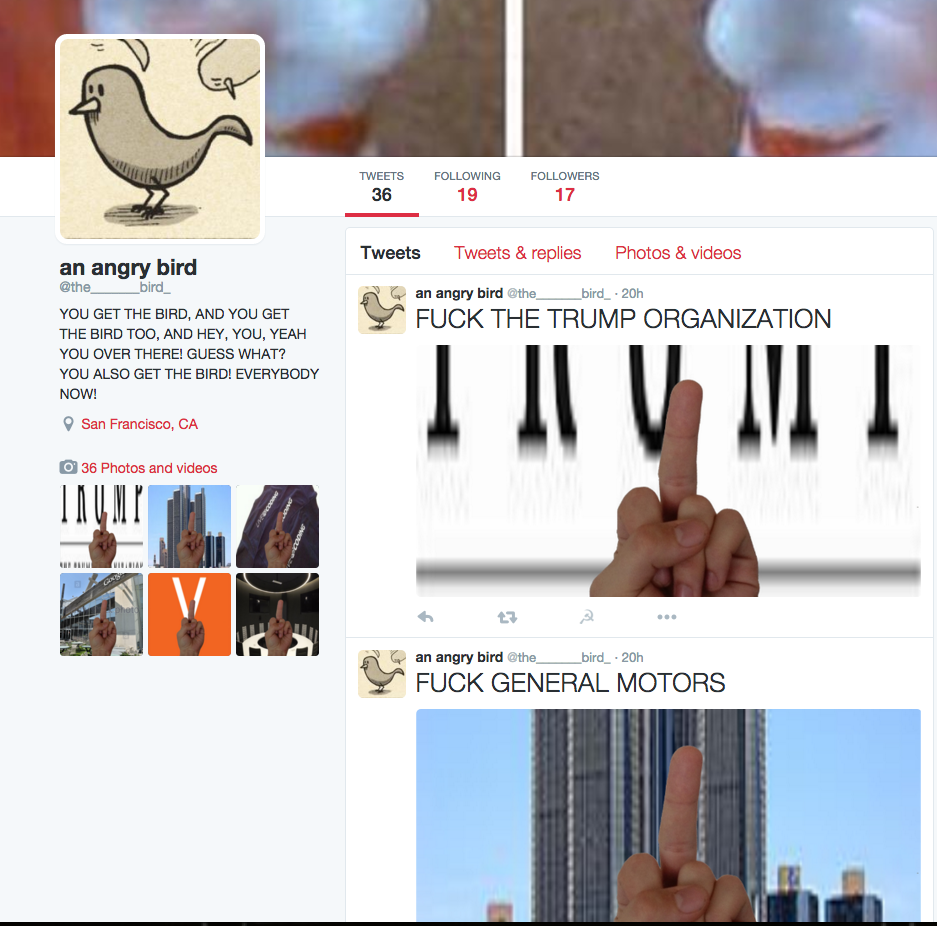 TWEETS
36
FOLLOWING
19
FOLLOWERS
17
an angry bird
@the_______bird_
YOU GET THE BIRD, AND YOU GET
THE BIRD TOO, AND HEY, YOU, YEAH
YOU OVER THERE! GUESS WHAT?
YOU ALSO GET THE BIRD! EVERYBODY
NOW!
San Francisco, CA
36 Photos and videos
TRUMP
Google
V
Tweets
Tweets & replies
Photos & videos
an angry bird @the_______bird_ · 20h
FUCK THE TRUMP ORGANIZATION
TRUMP
an angry bird @the_______bird_ · 20h
FUCK GENERAL MOTORS